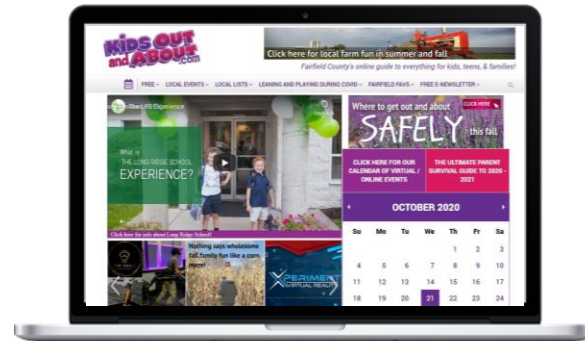 KIDS OUT
and ABOUT.com
Click here for local farm fun in summer and fall
Fairfield County's online guide to everything for kids, teens, & families!
FREE LOCAL EVENTS LOCAL LISTS LEARNING AND PLAYING DURING COVID FAIRFIELD FAVS FREE E-NEWSLETTER
Experience
What is
THE LONG RIDGE SCHOOL
EXPERIENCE?
Click here for info about Long Ridge School!
Where to get out and about
CLICK HERE
SAFELY
this fall
CLICK HERE FOR OUR
CALENDAR OF VIRTUAL /
ONLINE EVENTS
THE ULTIMATE PARENT
SURVIVAL GUIDE TO 2020 -
2021
OCTOBER 2020
Su Mo Tu We Th Fr Sa
1 2 3
4 5 6 7 8 9 10
11 12 13 14 15 16 17
18 19 20 21 22 23 24
Nothing says wholesome
fall family fun like a corn
maze!
XPERIMENT
VIRTUAL REALITY